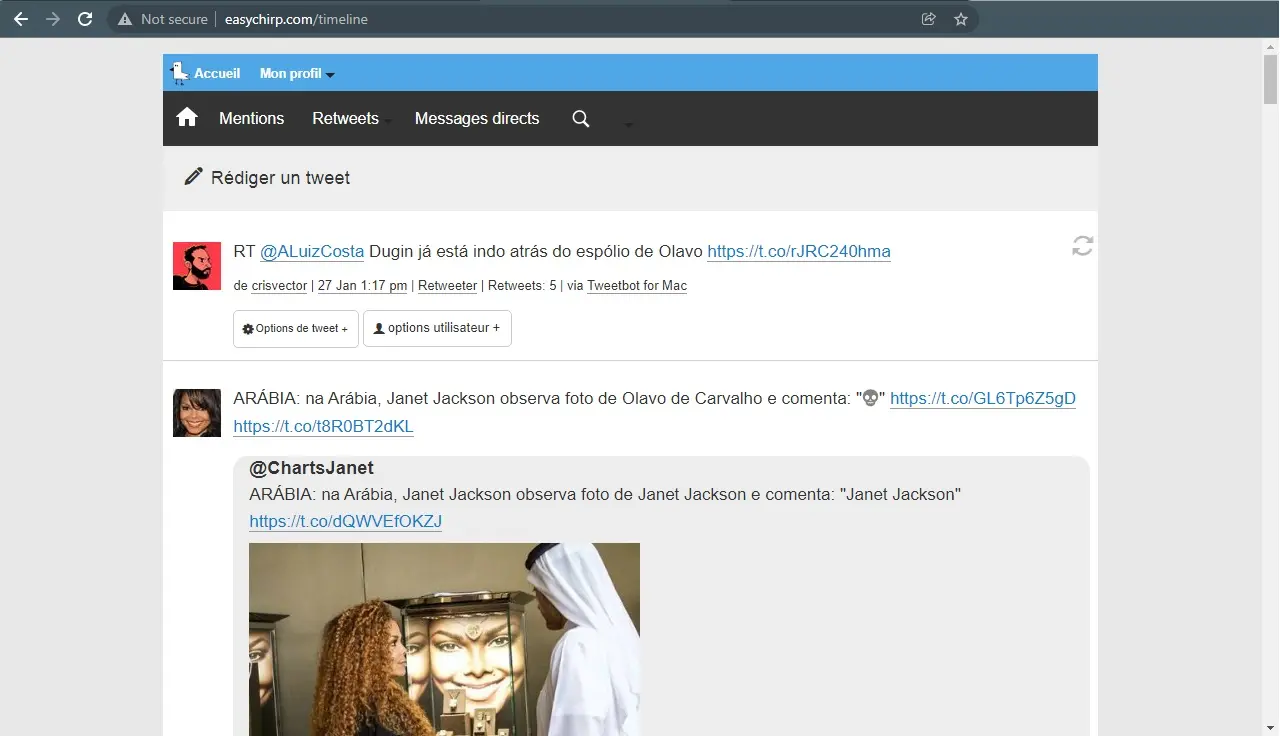 Not secure | easychirp.com/timeline
Accueil Mon profil
Mentions Retweets Messages directs
Rédiger un tweet
RT @ALuizCosta Dugin já está indo atrás do espólio de Olavo https://t.co/rJRC240hma
de crisvector | 27 Jan 1:17 pm | Retweeter | Retweets: 5 | via Tweetbot for Mac
Options de tweet + options utilisateur +
ARÁBIA: na Arábia, Janet Jackson observa foto de Olavo de Carvalho e comenta: "💀" https://t.co/GL6Tp6Z5gD
https://t.co/t8R0BT2dKL
@ChartsJanet
ARÁBIA: na Arábia, Janet Jackson observa foto de Janet Jackson e comenta: "Janet Jackson"
https://t.co/dQWVEfOKZJ